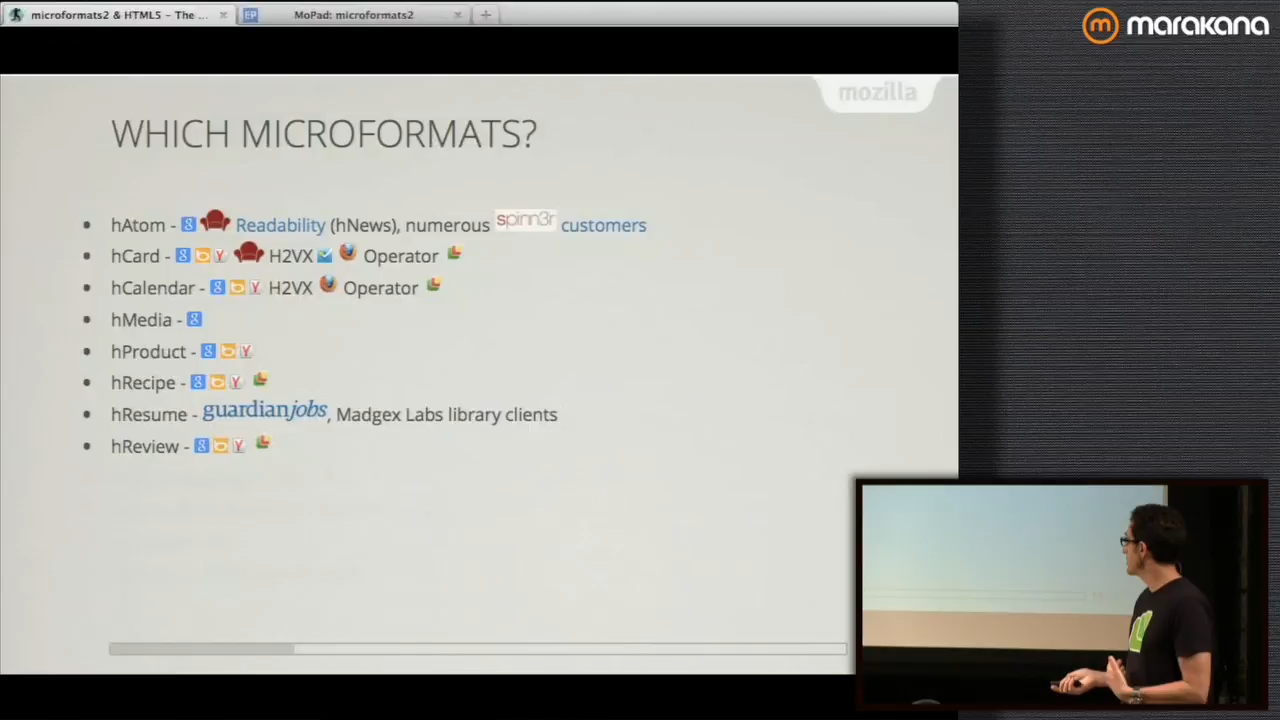 microformats2 & HTML5 - The ...
MoPad: microformats2
marakana
mozilla
WHICH MICROFORMATS?
hAtom - g Readability (hNews), numerous spinn3r customers
hCard - g b Y! H2VX Operator
hCalendar - g b Y! H2VX Operator
hMedia - g
hProduct - g b Y!
hRecipe - g b Y!
hResume - guardianjobs, Madgex Labs library clients
hReview - g b Y!